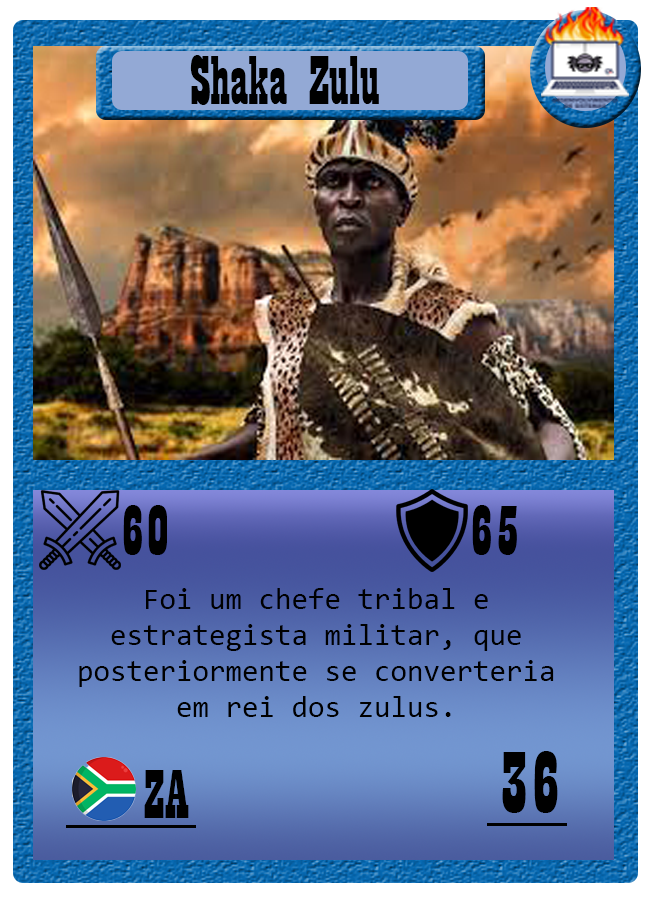 Shaka Zulu
60
65
Foi um chefe tribal e
estrategista militar, que
posteriormente se converteria
em rei dos zulus.
ZA
36